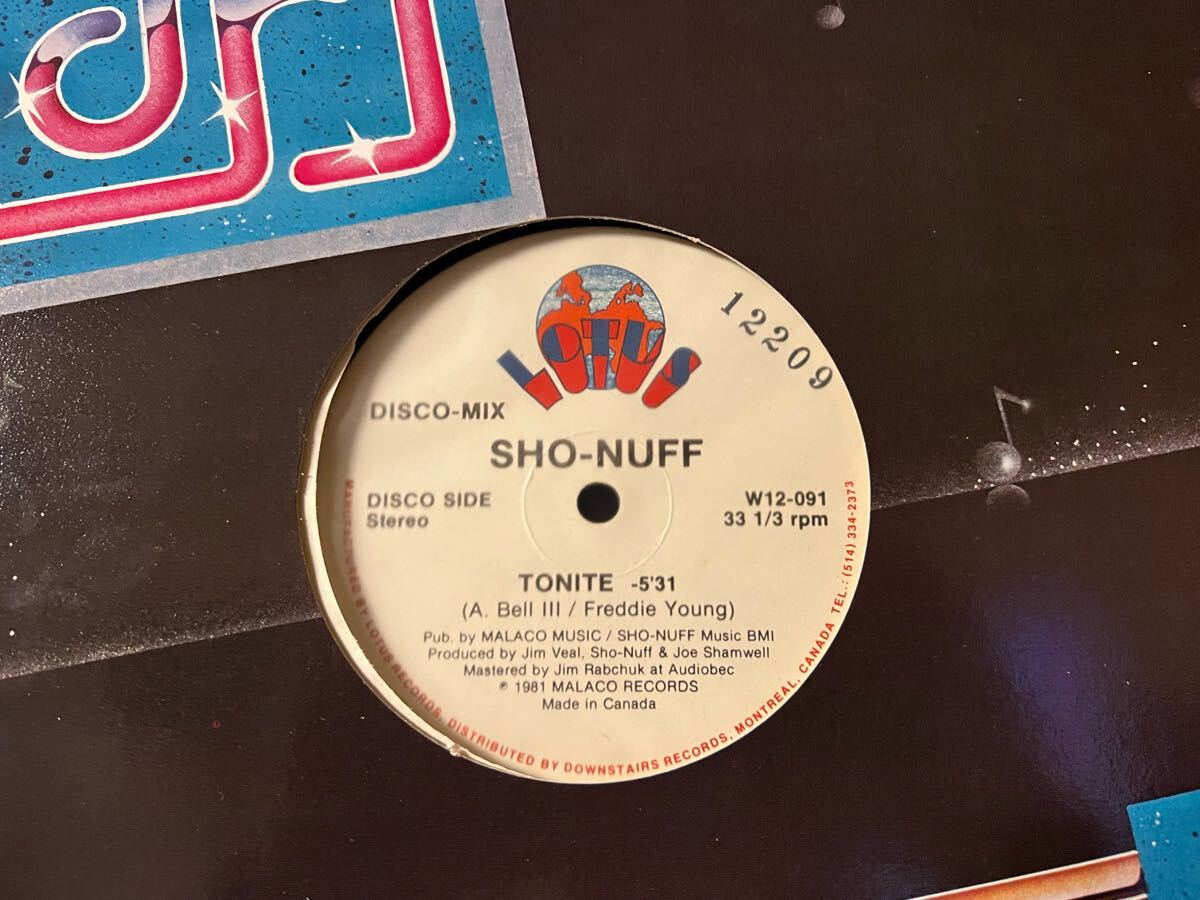 LOTUS
12209
DISCO-MIX
SHO-NUFF
DISCO SIDE
Stereo
W12-091
33 1/3 rpm
TONITE -5'31
(A. Bell III / Freddie Young)
Pub. by MALACO MUSIC / SHO-NUFF Music BMI
Produced by Jim Veal, Sho-Nuff & Joe Shamwell
Mastered by Jim Rabchuk at Audiobec
℗ 1981 MALACO RECORDS
Made in Canada
MANUFACTURED BY LOTUS RECORDS, DISTRIBUTED BY DOWNSTAIRS RECORDS, MONTREAL, CANADA TEL.: (514) 334-2373